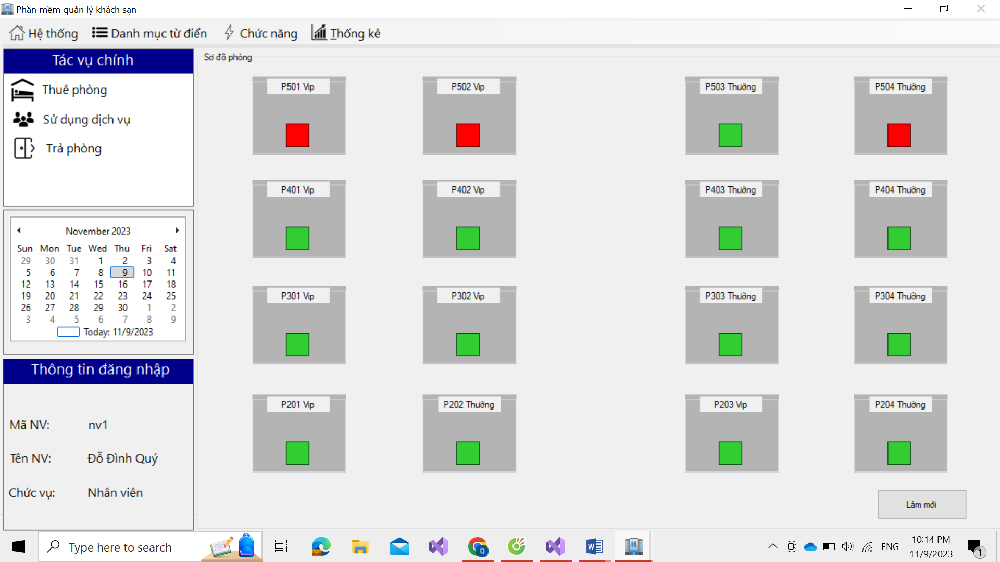 Phần mềm quản lý khách sạn
Hệ thống Danh mục từ điển Chức năng Thống kê
Tác vụ chính
Thuê phòng
Sử dụng dịch vụ
Trả phòng
November 2023
Sun Mon Tue Wed Thu Fri Sat
29 30 31 1 2 3 4
5 6 7 8 9 10 11
12 13 14 15 16 17 18
19 20 21 22 23 24 25
26 27 28 29 30 1 2
3 4 5 6 7 8 9
Today: 11/9/2023
Thông tin đăng nhập
Mã NV: nv1
Tên NV: Đỗ Đình Quý
Chức vụ: Nhân viên
Sơ đồ phòng
P501 Vip P502 Vip P503 Thường P504 Thường
P401 Vip P402 Vip P403 Thường P404 Thường
P301 Vip P302 Vip P303 Thường P304 Thường
P201 Vip P202 Thường P203 Vip P204 Thường
Làm mới
Type here to search
Q
W
H
ENG
10:14 PM
11/9/2023
1